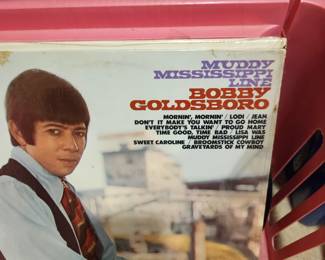 MUDDY
MISSISSIPPI
LINE
BOBBY
GOLDSBORO
MORNIN', MORNIN' / LODI / JEAN
DON'T IT MAKE YOU WANT TO GO HOME
EVERYBODY'S TALKIN' / PROUD MARY
TIME GOOD, TIME BAD / LISA WAS
MUDDY MISSISSIPPI LINE
SWEET CAROLINE / BROOMSTICK COWBOY
GRAVEYARDS OF MY MIND